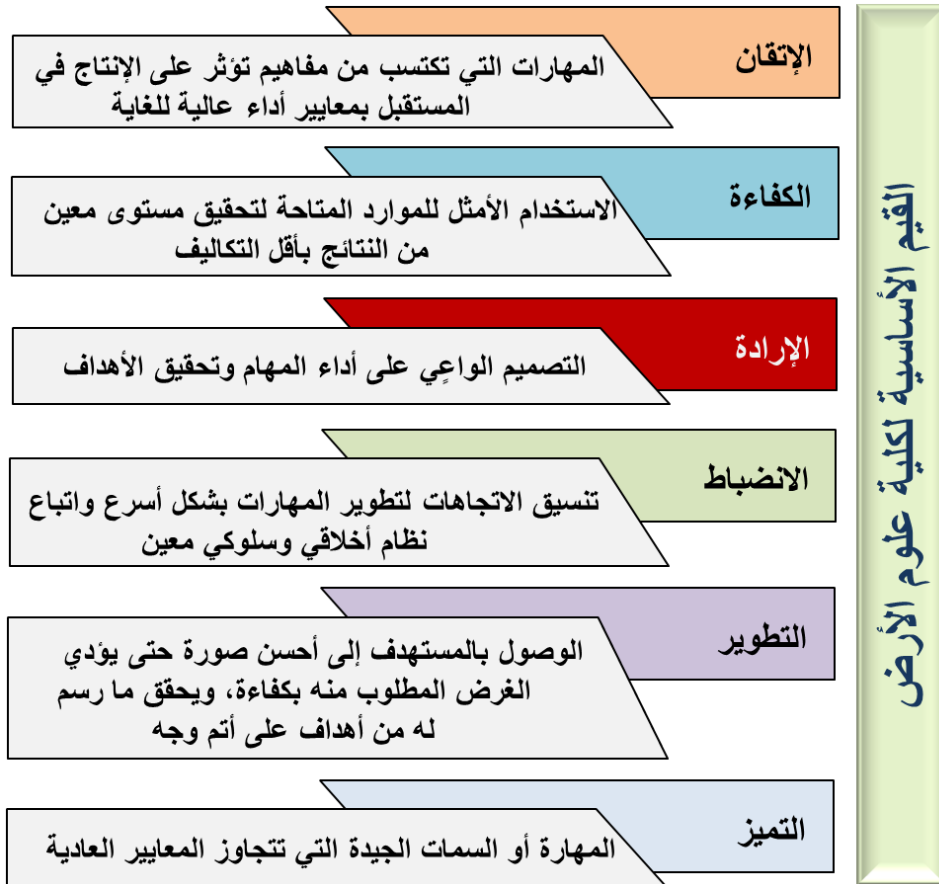 القيم الأساسية لكلية علوم الأرض
الإتقان
المهارات التي تكتسب من مفاهيم تؤثر على الإنتاج في
المستقبل بمعايير أداء عالية للغاية
الكفاءة
الاستخدام الأمثل للموارد المتاحة لتحقيق مستوى معين
من النتائج بأقل التكاليف
الإرادة
التصميم الواعِي على أداء المهام وتحقيق الأهداف
الانضباط
تنسيق الاتجاهات لتطوير المهارات بشكل أسرع واتباع
نظام أخلاقي وسلوكي معين
التطوير
الوصول بالمستهدف إلى أحسن صورة حتى يؤدي
الغرض المطلوب منه بكفاءة، ويحقق ما رسم
له من أهداف على أتم وجه
التميز
المهارة أو السمات الجيدة التي تتجاوز المعايير العادية